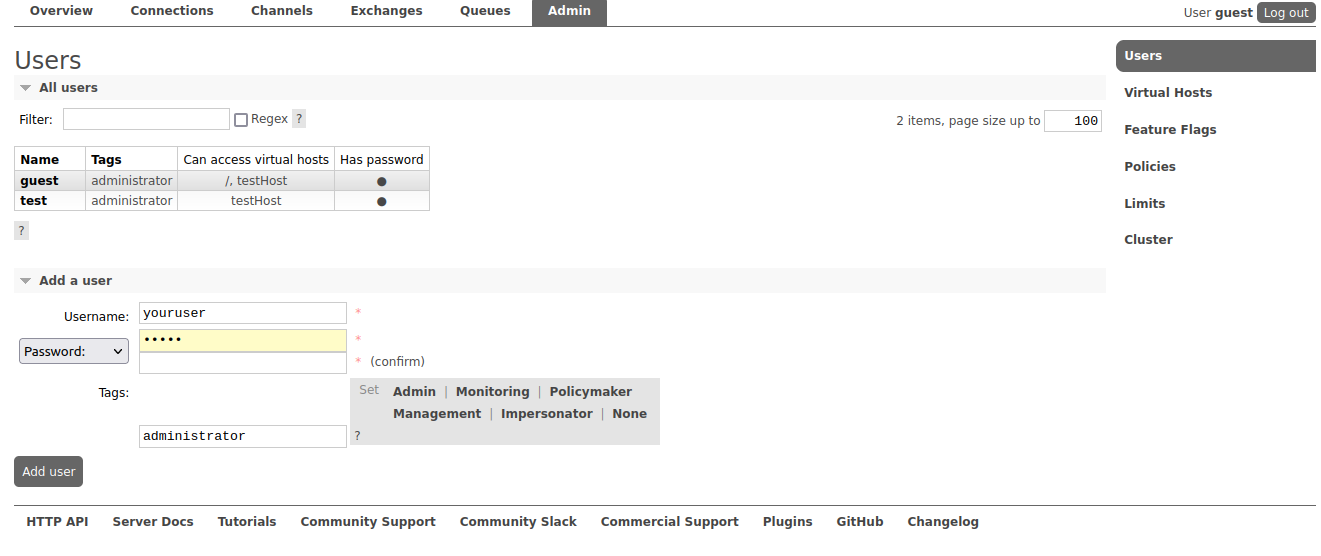 Overview Connections Channels Exchanges Queues Admin User guest Log out
Users
Users
All users
Virtual Hosts
Filter: Regex ? 2 items, page size up to 100
Feature Flags
Name Tags Can access virtual hosts Has password
Policies
guest administrator /, testHost ●
test administrator testHost ●
Limits
?
Cluster
Add a user
Username: youruser *
Password: ••••• *
* (confirm)
Tags: Set Admin | Monitoring | Policymaker
Management | Impersonator | None
administrator ?
Add user
HTTP API Server Docs Tutorials Community Support Community Slack Commercial Support Plugins GitHub Changelog